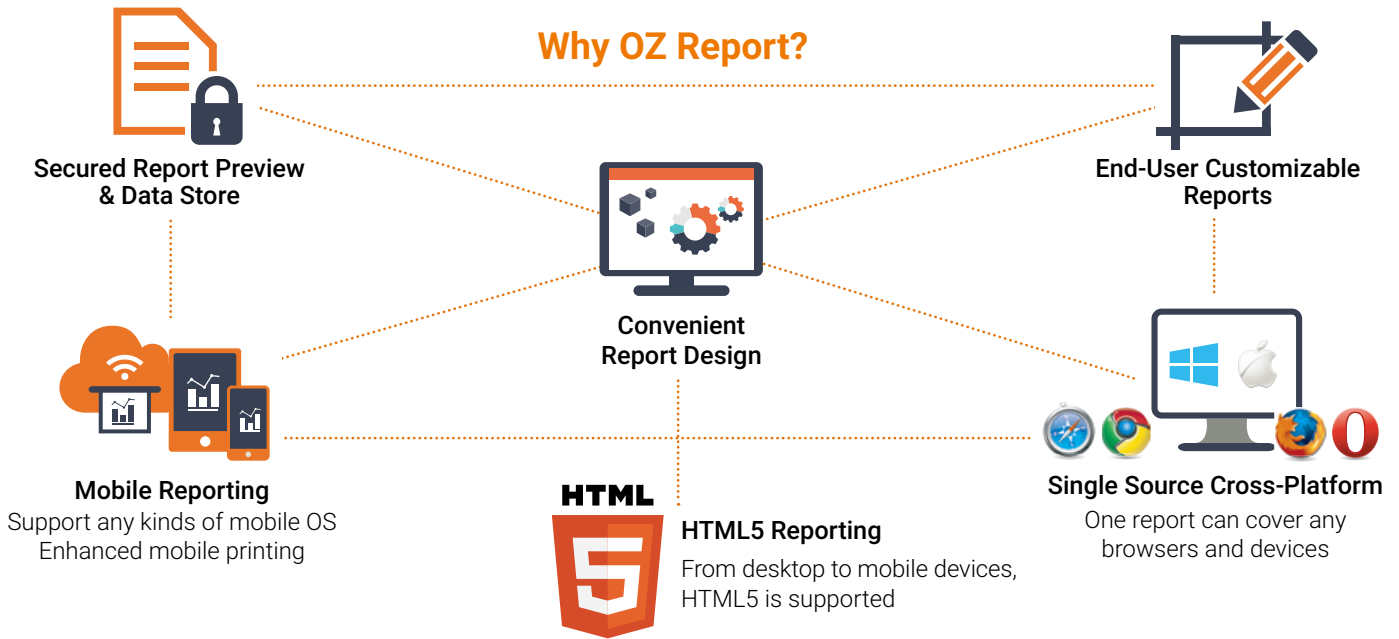 Why OZ Report?
Secured Report Preview
& Data Store
End-User Customizable
Reports
Convenient
Report Design
Mobile Reporting
Support any kinds of mobile OS
Enhanced mobile printing
HTML
5
HTML5 Reporting
From desktop to mobile devices,
HTML5 is supported
Single Source Cross-Platform
One report can cover any
browsers and devices